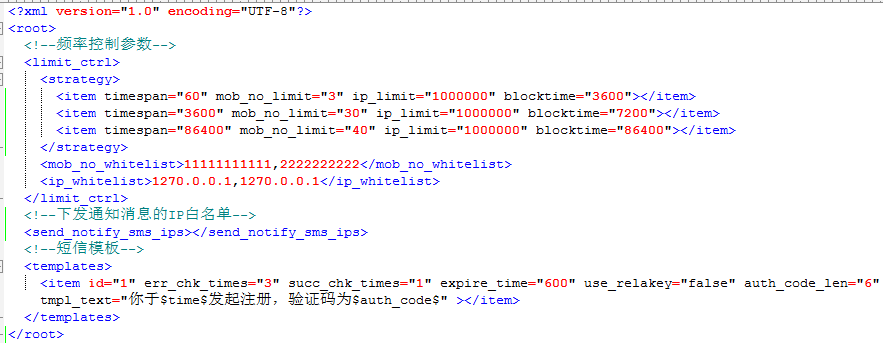 <?xml version="1.0" encoding="UTF-8"?>
<root>
<!--频率控制参数-->
<limit_ctrl>
<strategy>
<item timespan="60" mob_no_limit="3" ip_limit="1000000" blocktime="3600"></item>
<item timespan="3600" mob_no_limit="30" ip_limit="1000000" blocktime="7200"></item>
<item timespan="86400" mob_no_limit="40" ip_limit="1000000" blocktime="86400"></item>
</strategy>
<mob_no_whitelist>11111111111,2222222222</mob_no_whitelist>
<ip_whitelist>1270.0.0.1,1270.0.0.1</ip_whitelist>
</limit_ctrl>
<!--下发通知消息的IP白名单-->
<send_notify_sms_ips></send_notify_sms_ips>
<!--短信模板-->
<templates>
<item id="1" err_chk_times="3" succ_chk_times="1" expire_time="600" use_relakey="false" auth_code_len="6"
tmpl_text="你于$time$发起注册，验证码为$auth_code$" ></item>
</templates>
</root>